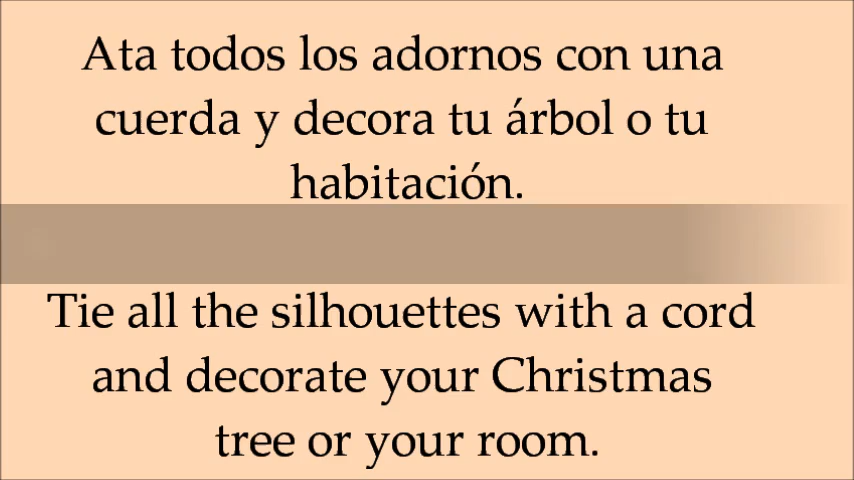 Ata todos los adornos con una
cuerda y decora tu árbol o tu
habitación.
Tie all the silhouettes with a cord
and decorate your Christmas
tree or your room.